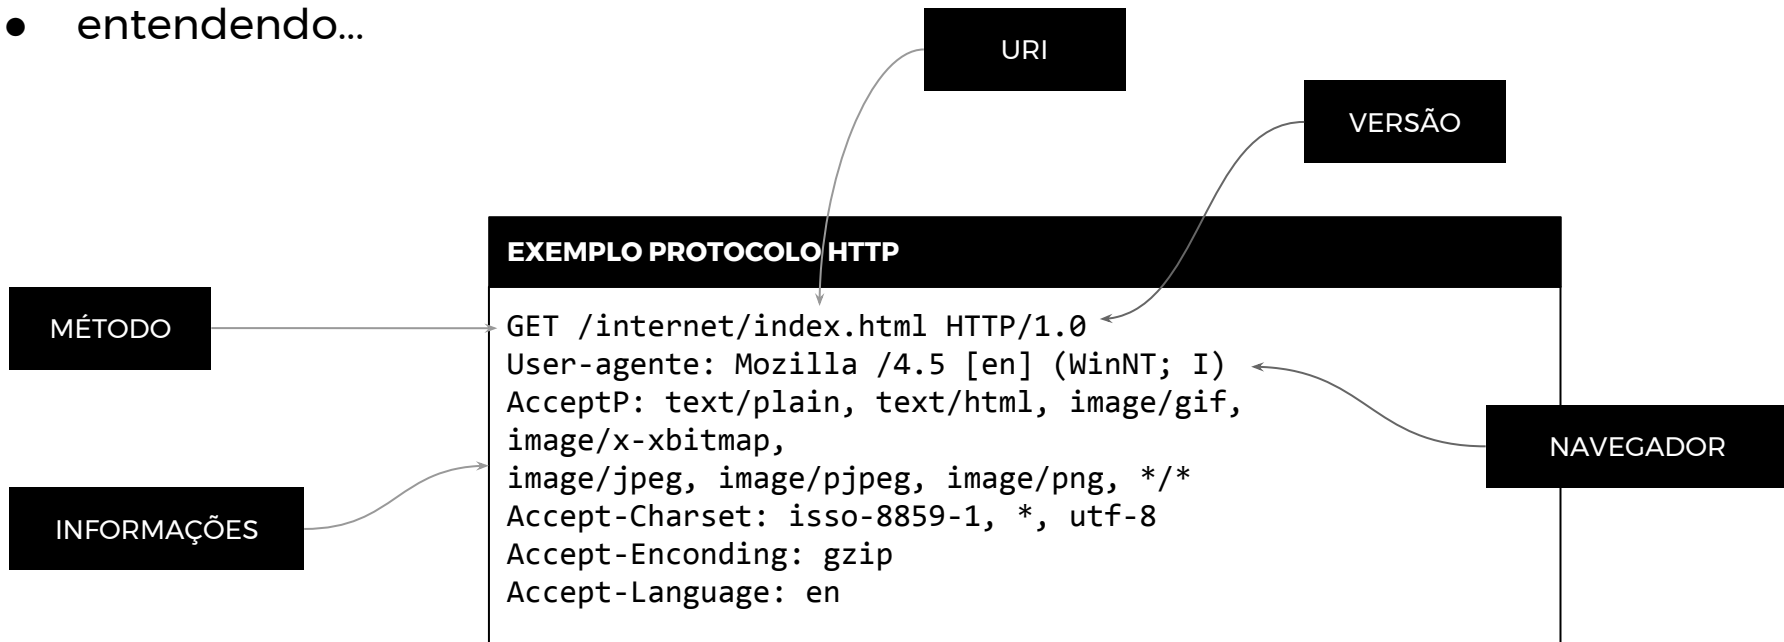 ● entendendo...
URI
VERSÃO
EXEMPLO PROTOCOLO HTTP
MÉTODO
GET /internet/index.html HTTP/1.0
User-agente: Mozilla /4.5 [en] (WinNT; I)
AcceptP: text/plain, text/html, image/gif,
image/x-xbitmap,
NAVEGADOR
image/jpeg, image/pjpeg, image/png, */*
Accept-Charset: isso-8859-1, *, utf-8
INFORMAÇÕES
Accept-Enconding: gzip
Accept-Language: en